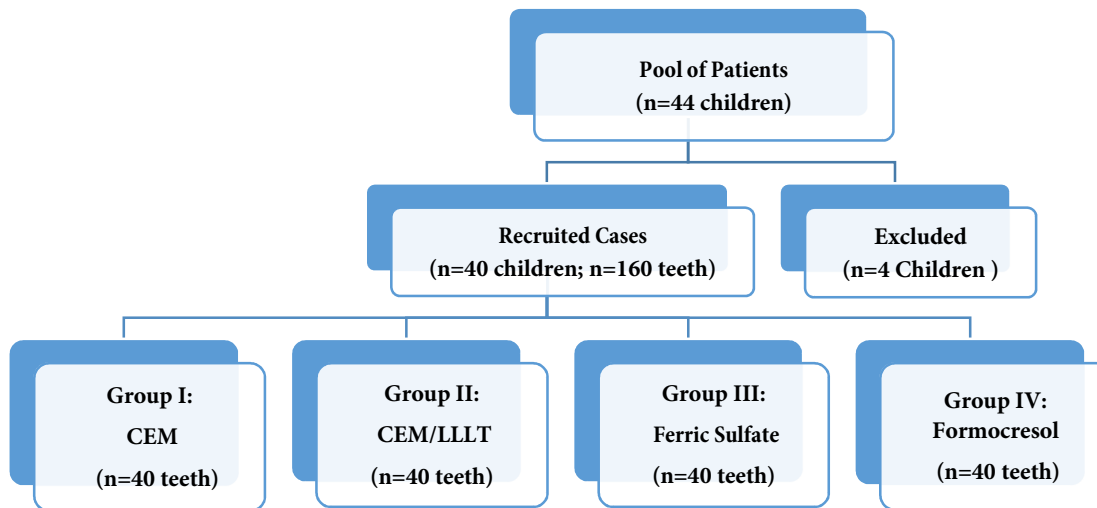 Pool of Patients
(n=44 children)
Recruited Cases
(n=40 children; n=160 teeth)
Excluded
(n=4 Children )
Group I:
CEM
(n=40 teeth)
Group II:
CEM/LLLT
(n=40 teeth)
Group III:
Ferric Sulfate
(n=40 teeth)
Group IV:
Formocresol
(n=40 teeth)